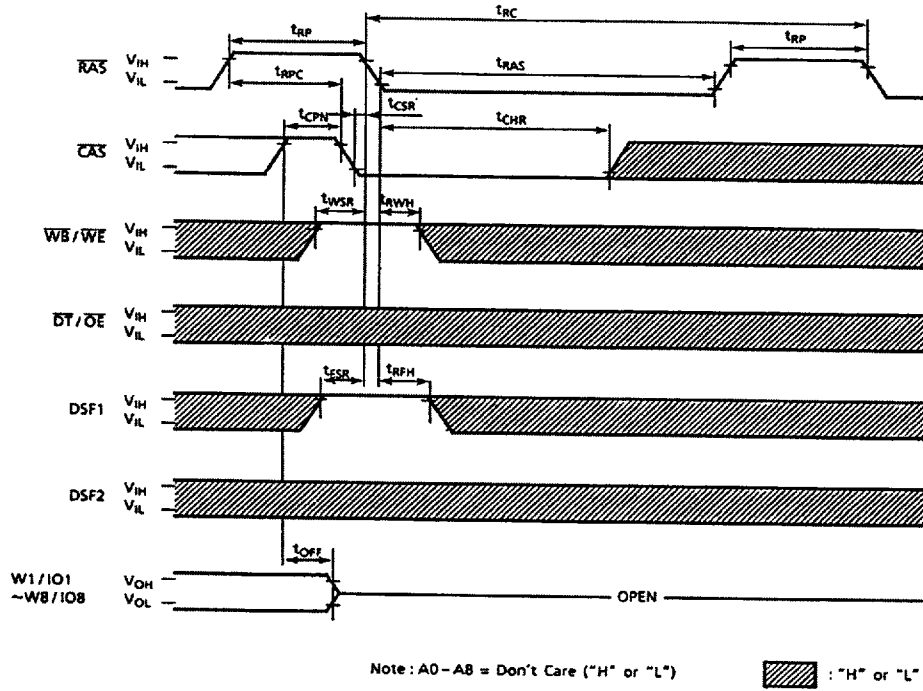 tRC
tRP
tRP
RAS
VIH
VIL
tRPC
tRAS
tCPN
tCSR
tCHR
CAS
VIH
VIL
tWSR
tRWH
WB/WE
VIH
VIL
DT/OE
VIH
VIL
tFSR
tRFH
DSF1
VIH
VIL
DSF2
VIH
VIL
tOFF
W1/IO1
~W8/IO8
VOH
VOL
OPEN
Note : A0-A8 = Don't Care ("H" or "L")
: "H" or "L"